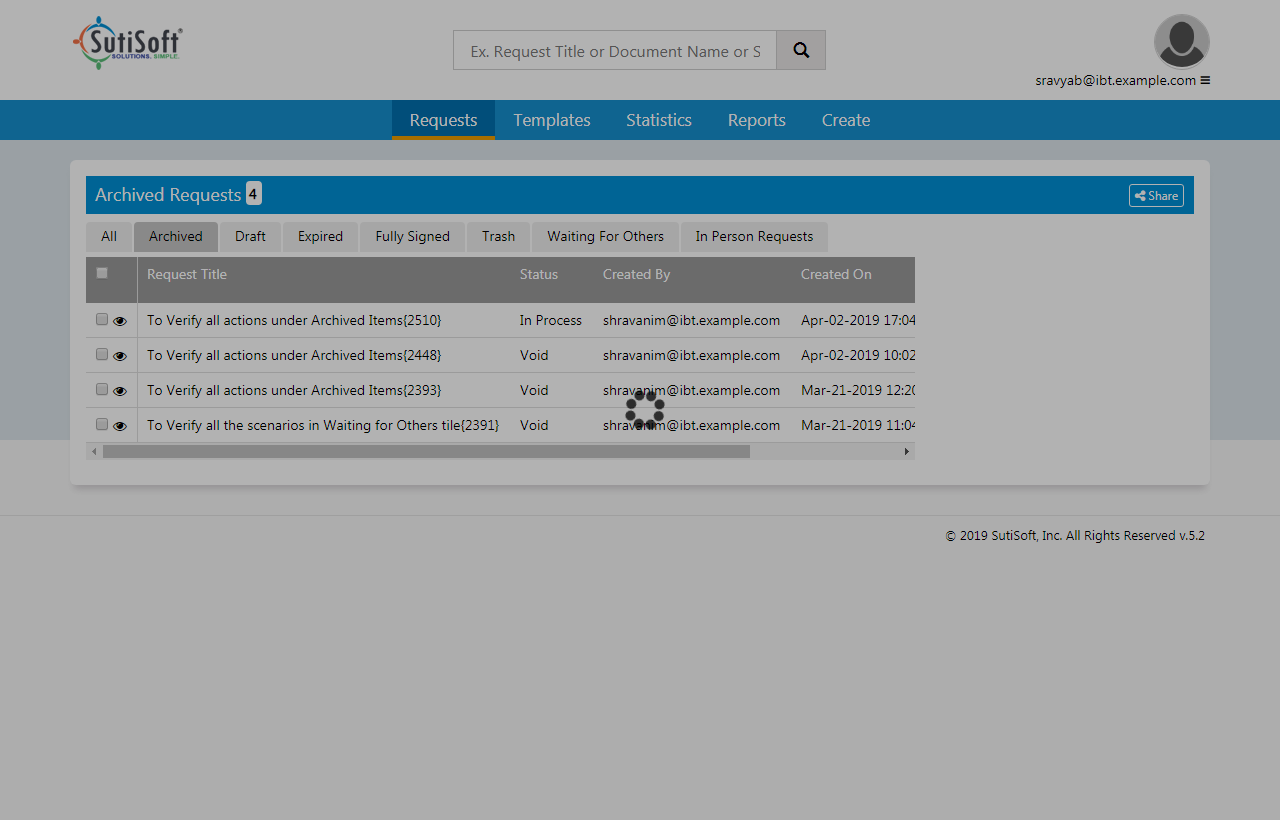 SutiSoft®
SOLUTIONS. SIMPLE.
Ex. Request Title or Document Name or S
sravyab@ibt.example.com ≡
Requests Templates Statistics Reports Create
Archived Requests 4 Share
All Archived Draft Expired Fully Signed Trash Waiting For Others In Person Requests
Request Title Status Created By Created On
To Verify all actions under Archived Items{2510} In Process shravanim@ibt.example.com Apr-02-2019 17:04
To Verify all actions under Archived Items{2448} Void shravanim@ibt.example.com Apr-02-2019 10:02
To Verify all actions under Archived Items{2393} Void shravanim@ibt.example.com Mar-21-2019 12:20
To Verify all the scenarios in Waiting for Others tile{2391} Void shravanim@ibt.example.com Mar-21-2019 11:04
© 2019 SutiSoft, Inc. All Rights Reserved v.5.2